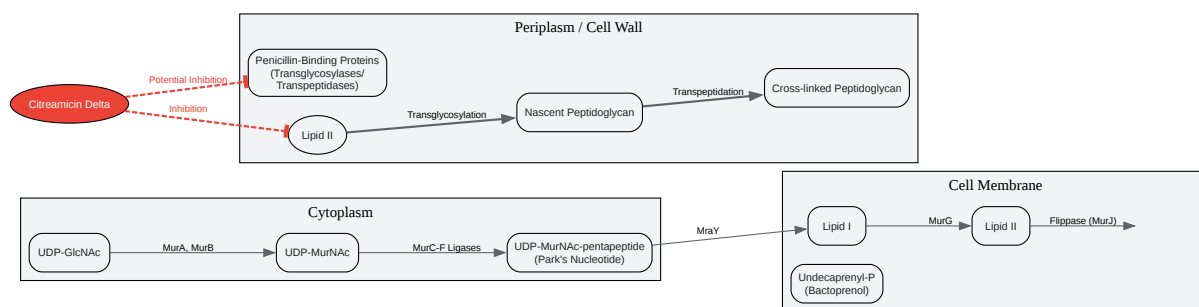 Periplasm / Cell Wall
Penicillin-Binding Proteins
(Transglycosylases/
Transpeptidases)
Potential Inhibition
Citreamicin Delta
Inhibition
Lipid II
Transglycosylation
Nascent Peptidoglycan
Transpeptidation
Cross-linked Peptidoglycan
Cytoplasm
UDP-GlcNAc
MurA, MurB
UDP-MurNAc
MurC-F Ligases
UDP-MurNAc-pentapeptide
(Park's Nucleotide)
MraY
Cell Membrane
Lipid I
MurG
Lipid II
Flippase (MurJ)
Undecaprenyl-P
(Bactoprenol)